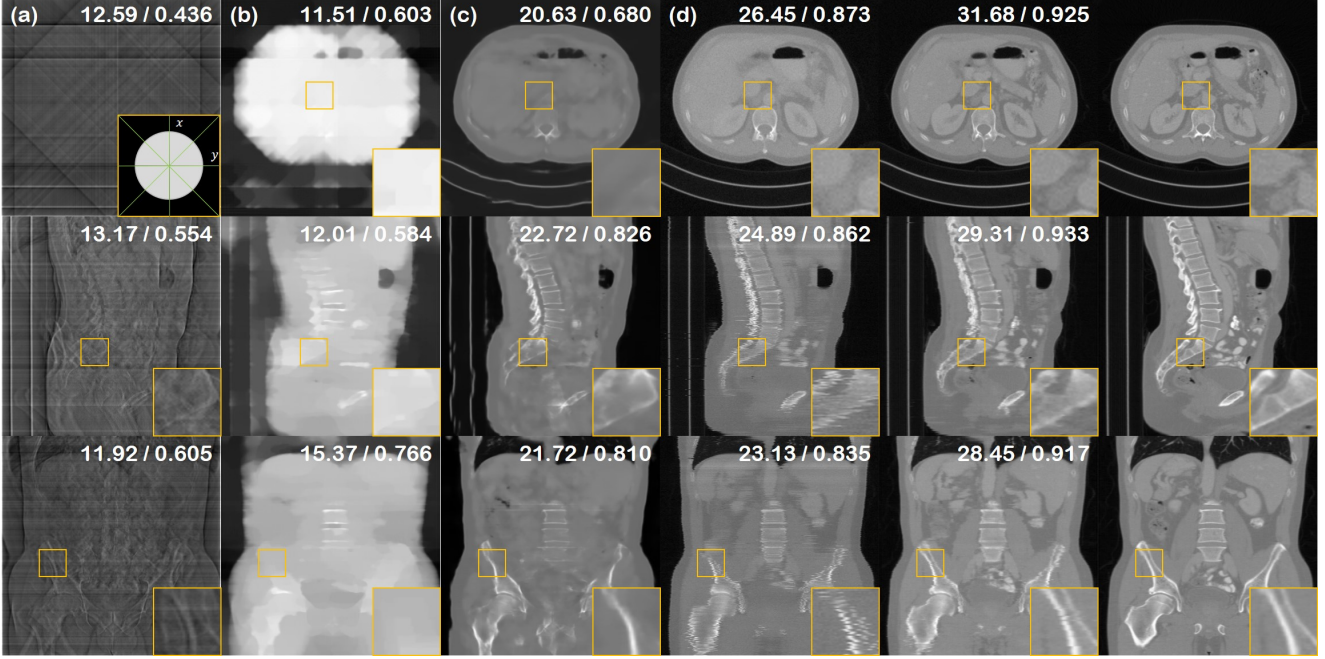 (a) 12.59 / 0.436 (b) 11.51 / 0.603 (c) 20.63 / 0.680 (d) 26.45 / 0.873 31.68 / 0.925
x
y
13.17 / 0.554 12.01 / 0.584 22.72 / 0.826 24.89 / 0.862 29.31 / 0.933
11.92 / 0.605 15.37 / 0.766 21.72 / 0.810 23.13 / 0.835 28.45 / 0.917